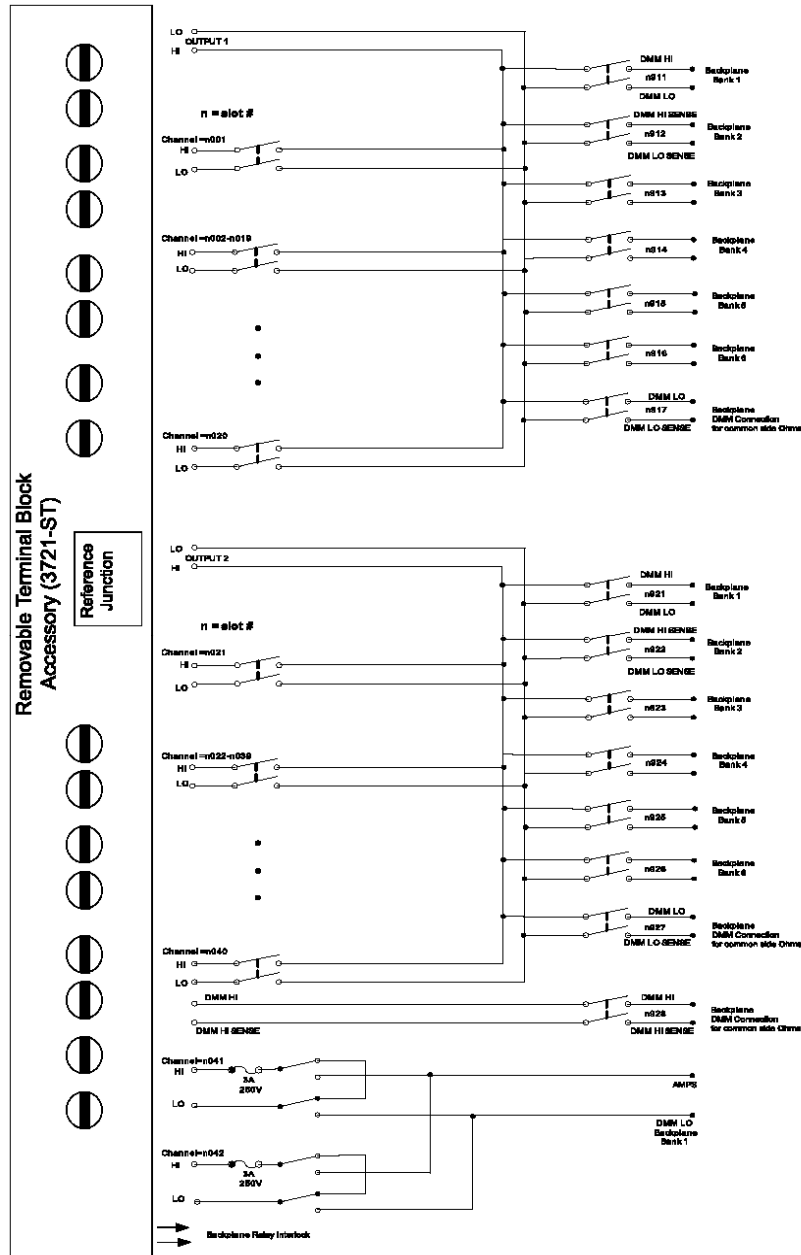 Removable Terminal Block
Accessory (3721-ST)
Reference
Junction
LO
OUTPUT 1
HI
n = slot #
Channel=n001
HI
LO
Channel=n002-n019
HI
LO
Channel=n020
HI
LO
DMM HI
n911
DMM LO
Backplane
Bank 1
DMM HI SENSE
n912
DMM LO SENSE
Backplane
Bank 2
n913
Backplane
Bank 3
n914
Backplane
Bank 4
n915
Backplane
Bank 5
n916
Backplane
Bank 6
DMM LO
n917
DMM LO SENSE
Backplane
DMM Connection
for common side Ohms
LO
OUTPUT 2
HI
n = slot #
Channel=n021
HI
LO
Channel=n022-n039
HI
LO
Channel=n040
HI
LO
DMM HI
n921
DMM LO
Backplane
Bank 1
DMM HI SENSE
n922
DMM LO SENSE
Backplane
Bank 2
n923
Backplane
Bank 3
n924
Backplane
Bank 4
n925
Backplane
Bank 5
n926
Backplane
Bank 6
DMM LO
n927
DMM LO SENSE
Backplane
DMM Connection
for common side Ohms
DMM HI
DMM HI SENSE
DMM HI
n928
DMM HI SENSE
Backplane
DMM Connection
for common side Ohms
Channel=n041
HI
3A
250V
LO
AMPS
DMM LO
Backplane
Bank 1
Channel=n042
HI
3A
250V
LO
Backplane Relay Interlock